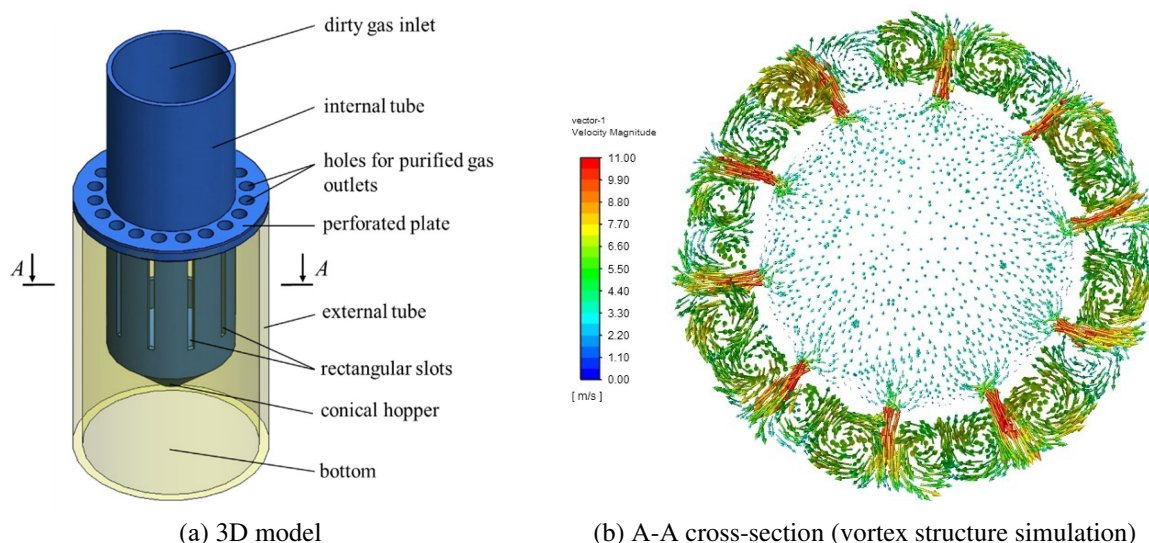 dirty gas inlet
internal tube
holes for purified gas
outlets
perforated plate
A
A
external tube
rectangular slots
conical hopper
bottom
(a) 3D model
vector-1
Velocity Magnitude
11.00
9.90
8.80
7.70
6.60
5.50
4.40
3.30
2.20
1.10
0.00
[ m/s ]
(b) A-A cross-section (vortex structure simulation)